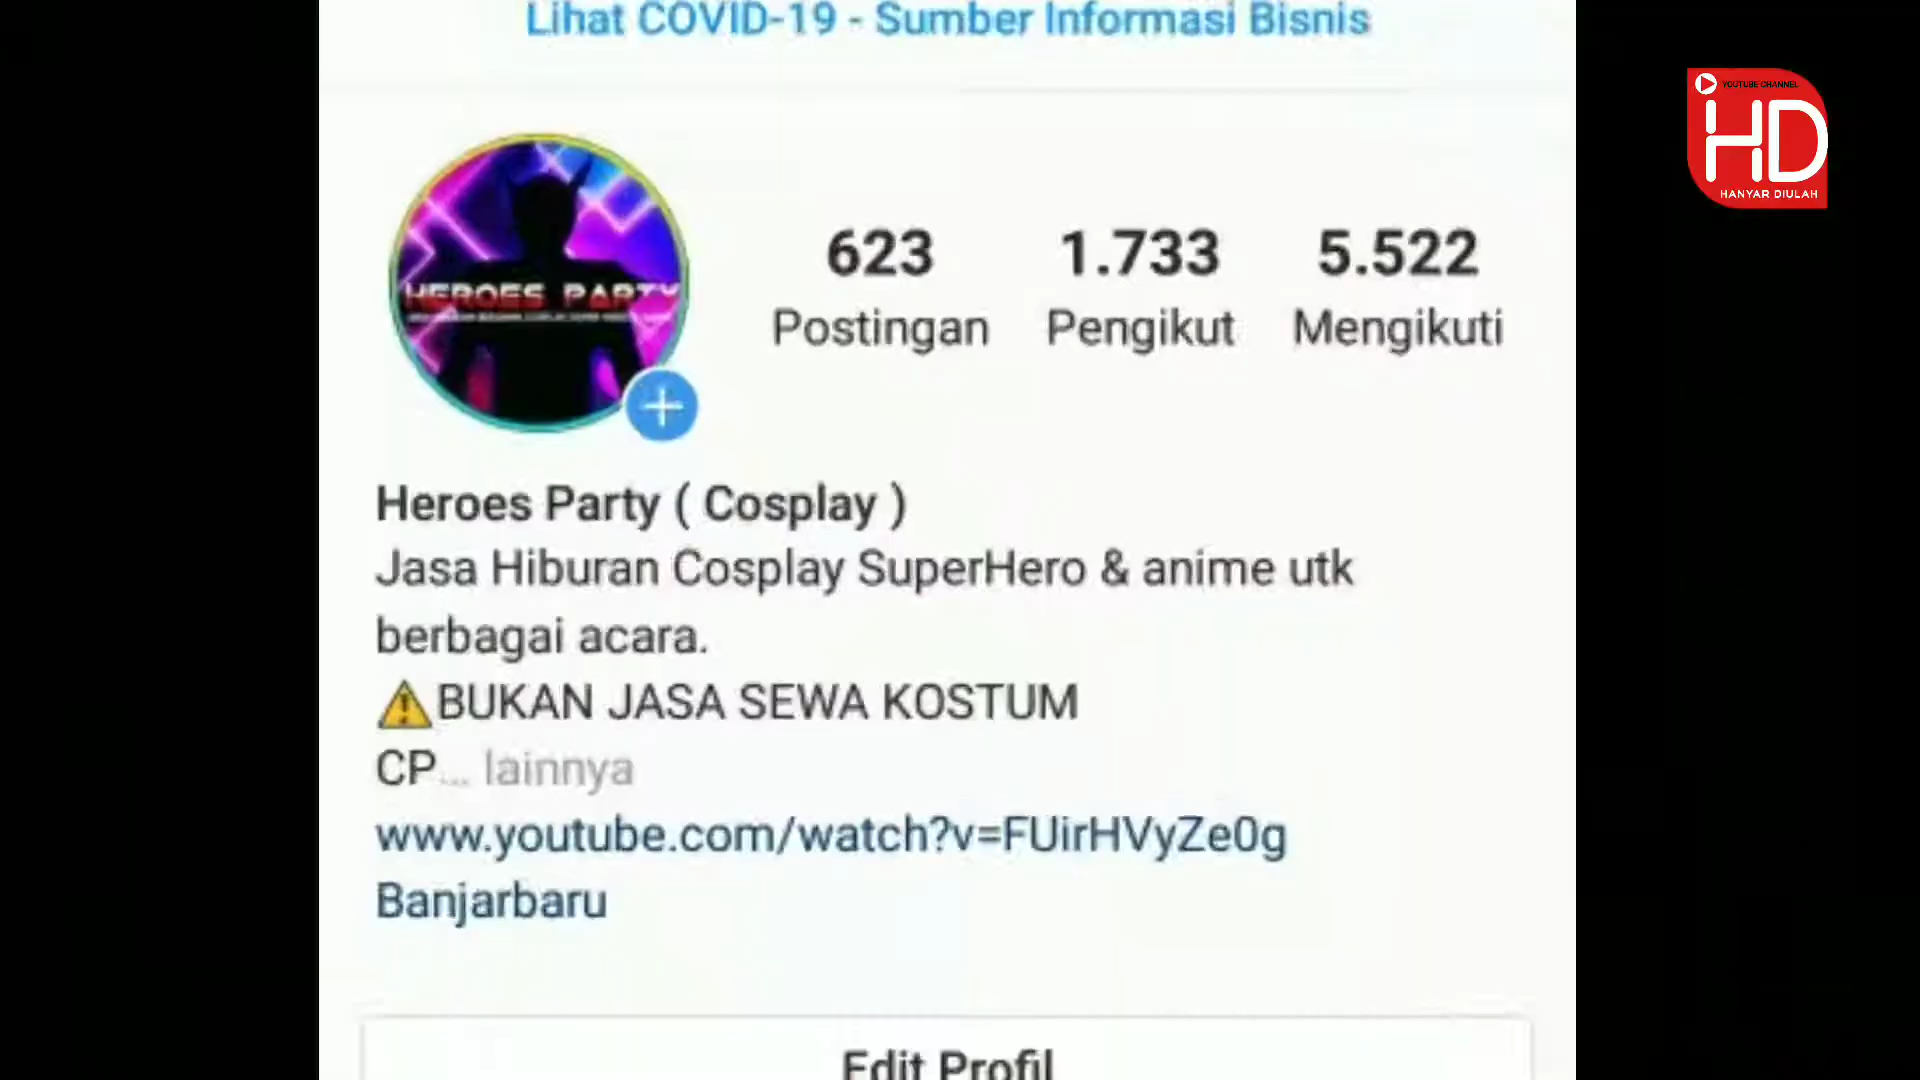 Lihat COVID-19 - Sumber Informasi Bisnis
YOUTUBE CHANNEL
HD
HANYAR DIULAH
HEROES PARTY
623
1.733
5.522
Postingan
Pengikut
Mengikuti
Heroes Party ( Cosplay )
Jasa Hiburan Cosplay SuperHero & anime utk
berbagai acara.
⚠BUKAN JASA SEWA KOSTUM
CP... lainnya
www.youtube.com/watch?v=FUirHVyZe0g
Banjarbaru
Edit Profil